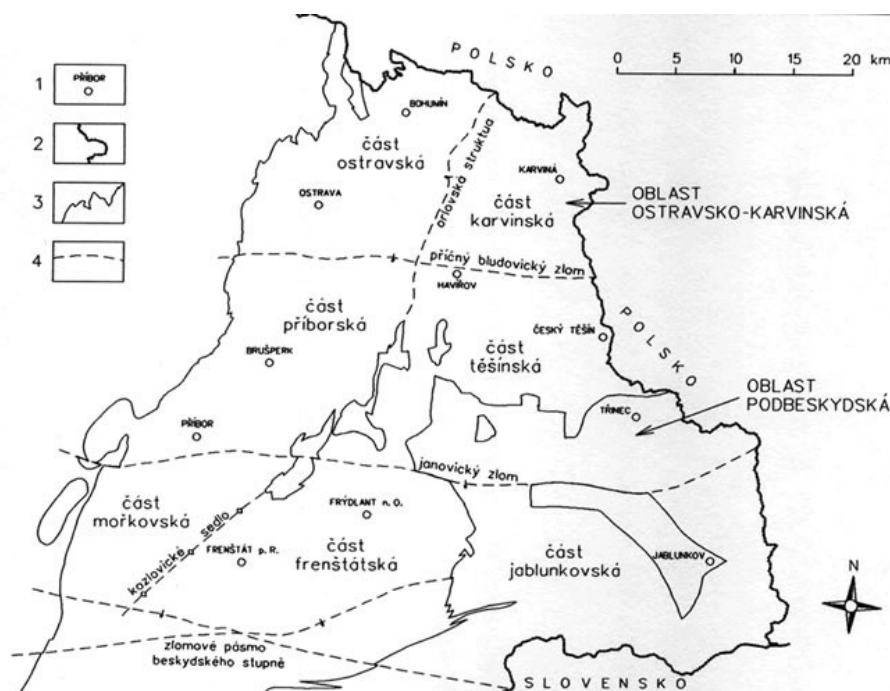 POLSKO
0 5 10 15 20 km
1 PŘÍBOR
2
3
4
BOHUMÍN
část
ostravská
orlovská struktua
KARVINÁ
OSTRAVA
část
karvinská
OBLAST
OSTRAVSKO-KARVINSKÁ
příčný bludovický zlom
HAVÍŘOV
část
příborská
ČESKÝ TĚŠÍN
POLSKO
BRUŠPERK
část
těšínská
OBLAST
PODBESKYDSKÁ
TŘINEC
PŘÍBOR
janovický zlom
část
mořkovská
FRÝDLANT n. O.
kozlovické sedlo
FRENŠTÁT p. R.
část
frenštátská
část
jablunkovská
JABLUNKOV
N
zlomové pásmo
beskydského stupně
SLOVENSKO